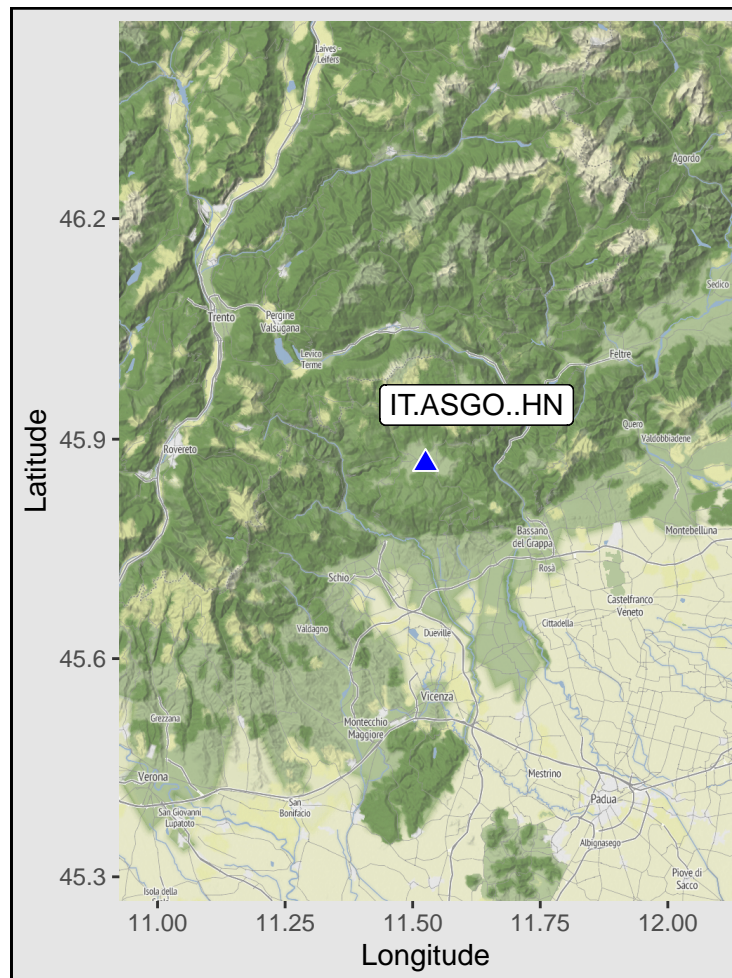 Laives -
Leifers
Agordo
46.2
Sedico
Trento
Pergine
Valsugana
Levico
Terme
Feltre
IT.ASGO..HN
45.9
Quero
Valdobbiadene
Rovereto
Latitude
Bassano
del Grappa
Montebelluna
Rosà
Schio
Castelfranco
Veneto
Cittadella
Valdagno
Dueville
45.6
Vicenza
Grezzana
Montecchio
Maggiore
Verona
Mestrino
San
Bonifacio
Padua
San Giovanni
Lupatoto
Albignasego
45.3
Piove di
Sacco
Isola della
11.00
11.25
11.50
11.75
12.00
Longitude